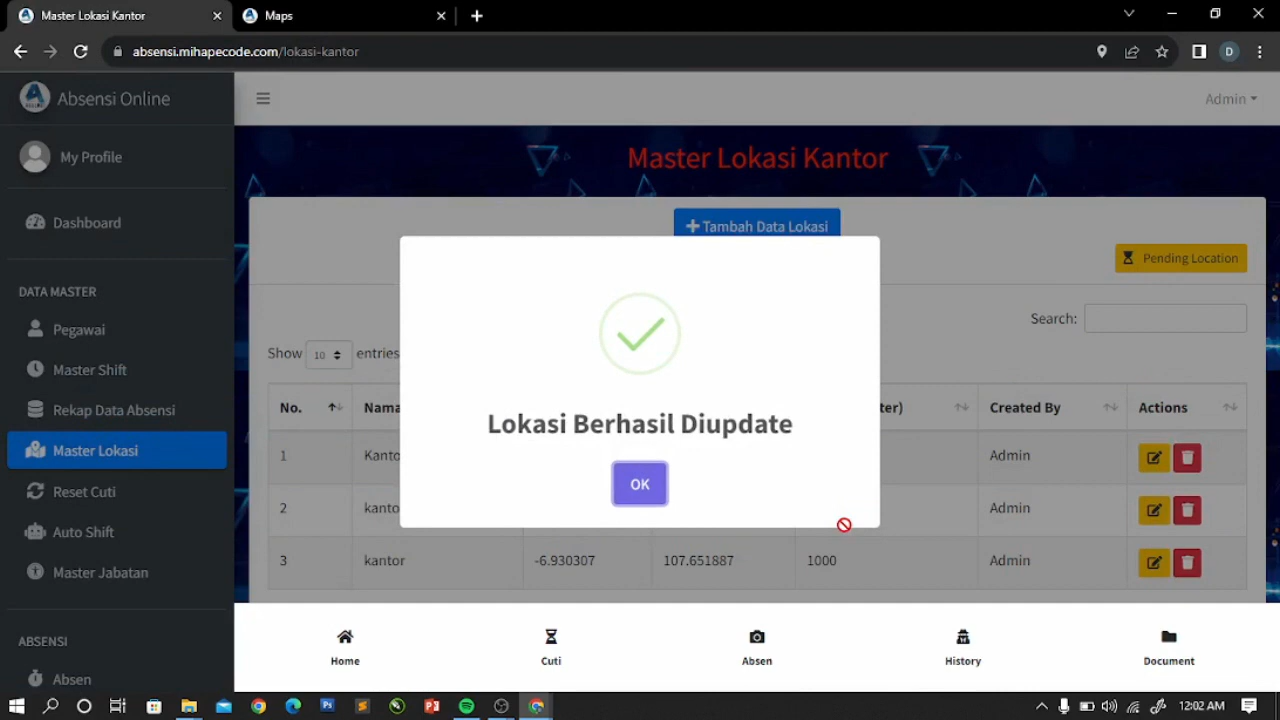 Master Lokasi Kantor
Maps
absensi.mihapecode.com/lokasi-kantor
D
Absensi Online
Admin
My Profile
Master Lokasi Kantor
Dashboard
Tambah Data Lokasi
Pending Location
DATA MASTER
Pegawai
Search:
Show 10 entries
Master Shift
No.
Nama
ter)
Created By
Actions
Rekap Data Absensi
Lokasi Berhasil Diupdate
Master Lokasi
1
Kanto
Admin
OK
Reset Cuti
2
kanto
Admin
Auto Shift
3
kantor
-6.930307
107.651887
1000
Admin
Master Jabatan
ABSENSI
Absen
Home
Cuti
Absen
History
Document
12:02 AM